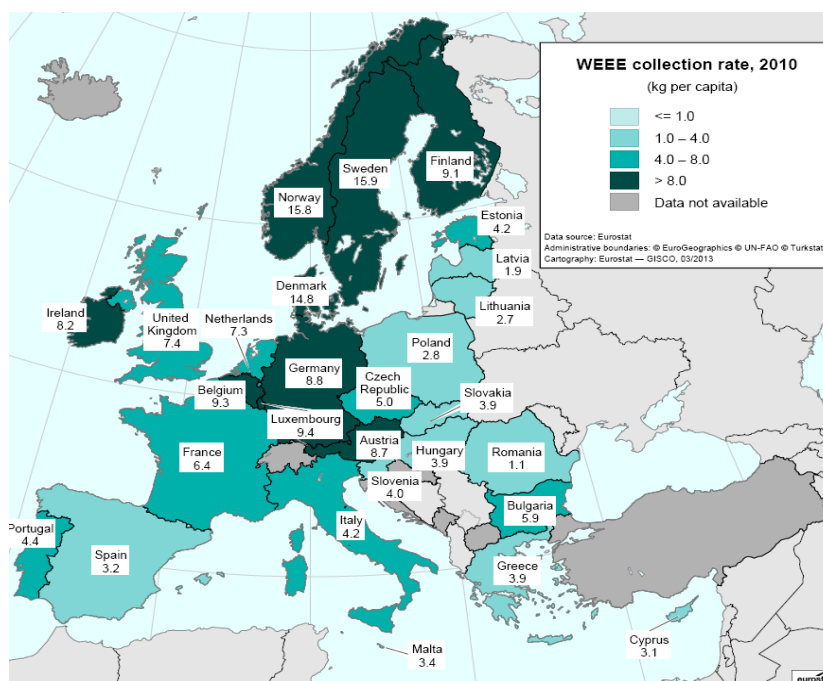 WEEE collection rate, 2010
(kg per capita)
<= 1.0
1.0 – 4.0
4.0 – 8.0
> 8.0
Data not available
Data source: Eurostat
Administrative boundaries: © EuroGeographics © UN-FAO © Turkstat
Cartography: Eurostat — GISCO, 03/2013
Finland
9.1
Sweden
15.9
Norway
15.8
Estonia
4.2
Latvia
1.9
Denmark
14.8
Lithuania
2.7
Ireland
8.2
United
Kingdom
7.4
Netherlands
7.3
Poland
2.8
Germany
8.8
Czech
Republic
5.0
Slovakia
3.9
Belgium
9.3
Luxembourg
9.4
Austria
8.7
Hungary
3.9
Romania
1.1
France
6.4
Slovenia
4.0
Bulgaria
5.9
Portugal
4.4
Italy
4.2
Spain
3.2
Greece
3.9
Cyprus
3.1
Malta
3.4